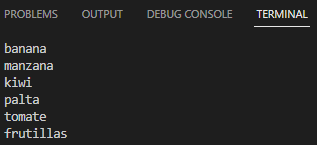 PROBLEMS OUTPUT DEBUG CONSOLE TERMINAL
banana
manzana
kiwi
palta
tomate
frutillas